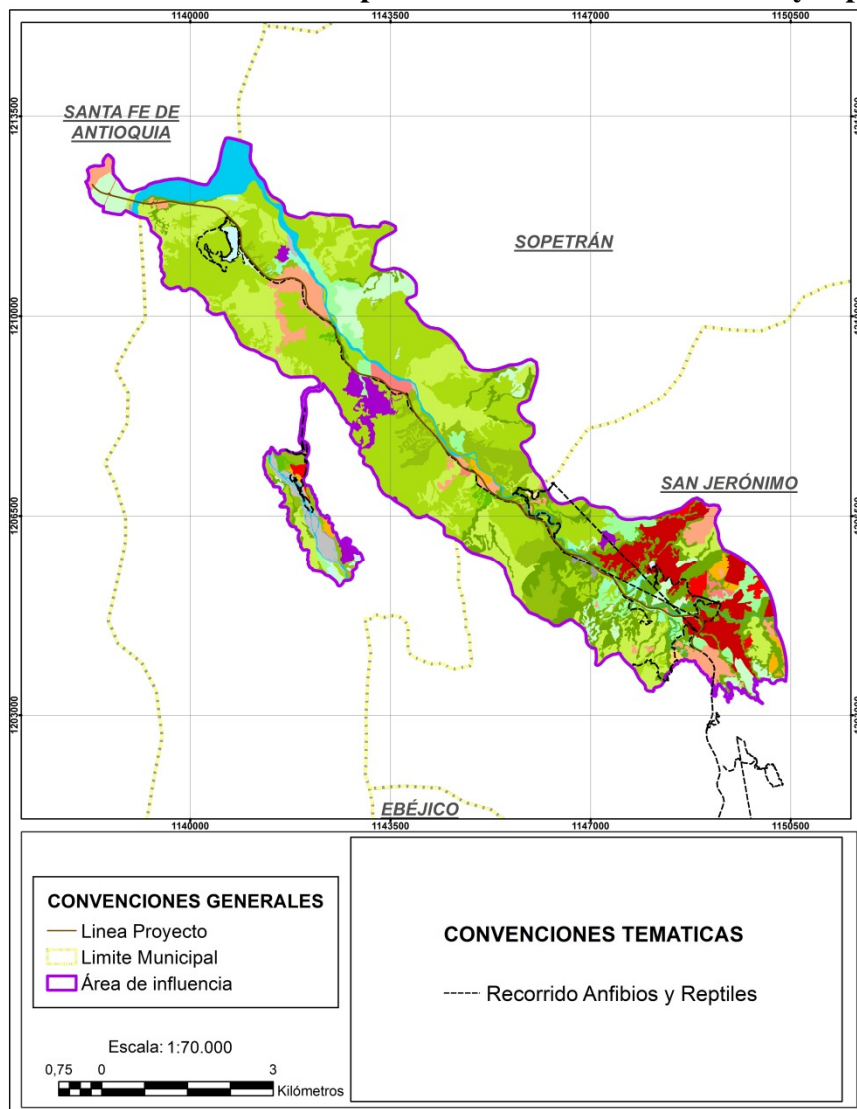 1140000 1143500 1147000 1150500
SANTA FE DE
ANTIOQUIA
SOPETRÁN
SAN JERÓNIMO
EBÉJICO
1213500
1210000
1203000
1140000 1143500 1147000 1150500
CONVENCIONES GENERALES
Linea Proyecto
Limite Municipal
Área de influencia
Escala: 1:70.000
0,75 0 3
Kilómetros
CONVENCIONES TEMATICAS
Recorrido Anfibios y Reptiles